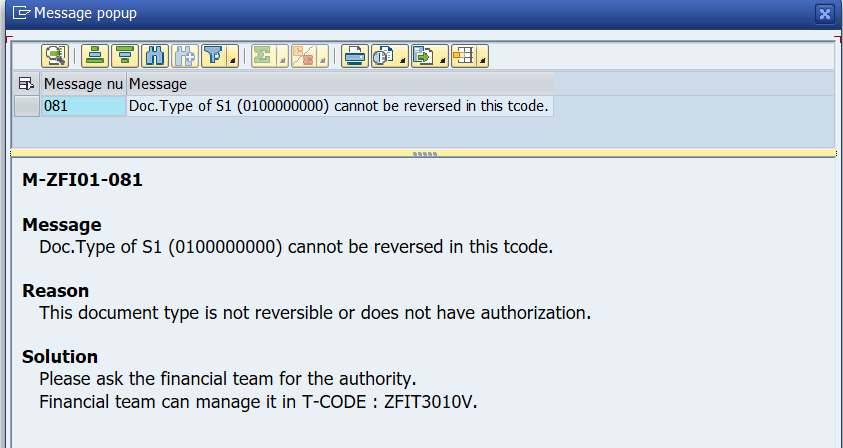 Message popup
Message nu Message
081 Doc.Type of S1 (0100000000) cannot be reversed in this tcode.
M-ZFI01-081
Message
Doc.Type of S1 (0100000000) cannot be reversed in this tcode.
Reason
This document type is not reversible or does not have authorization.
Solution
Please ask the financial team for the authority.
Financial team can manage it in T-CODE : ZFIT3010V.